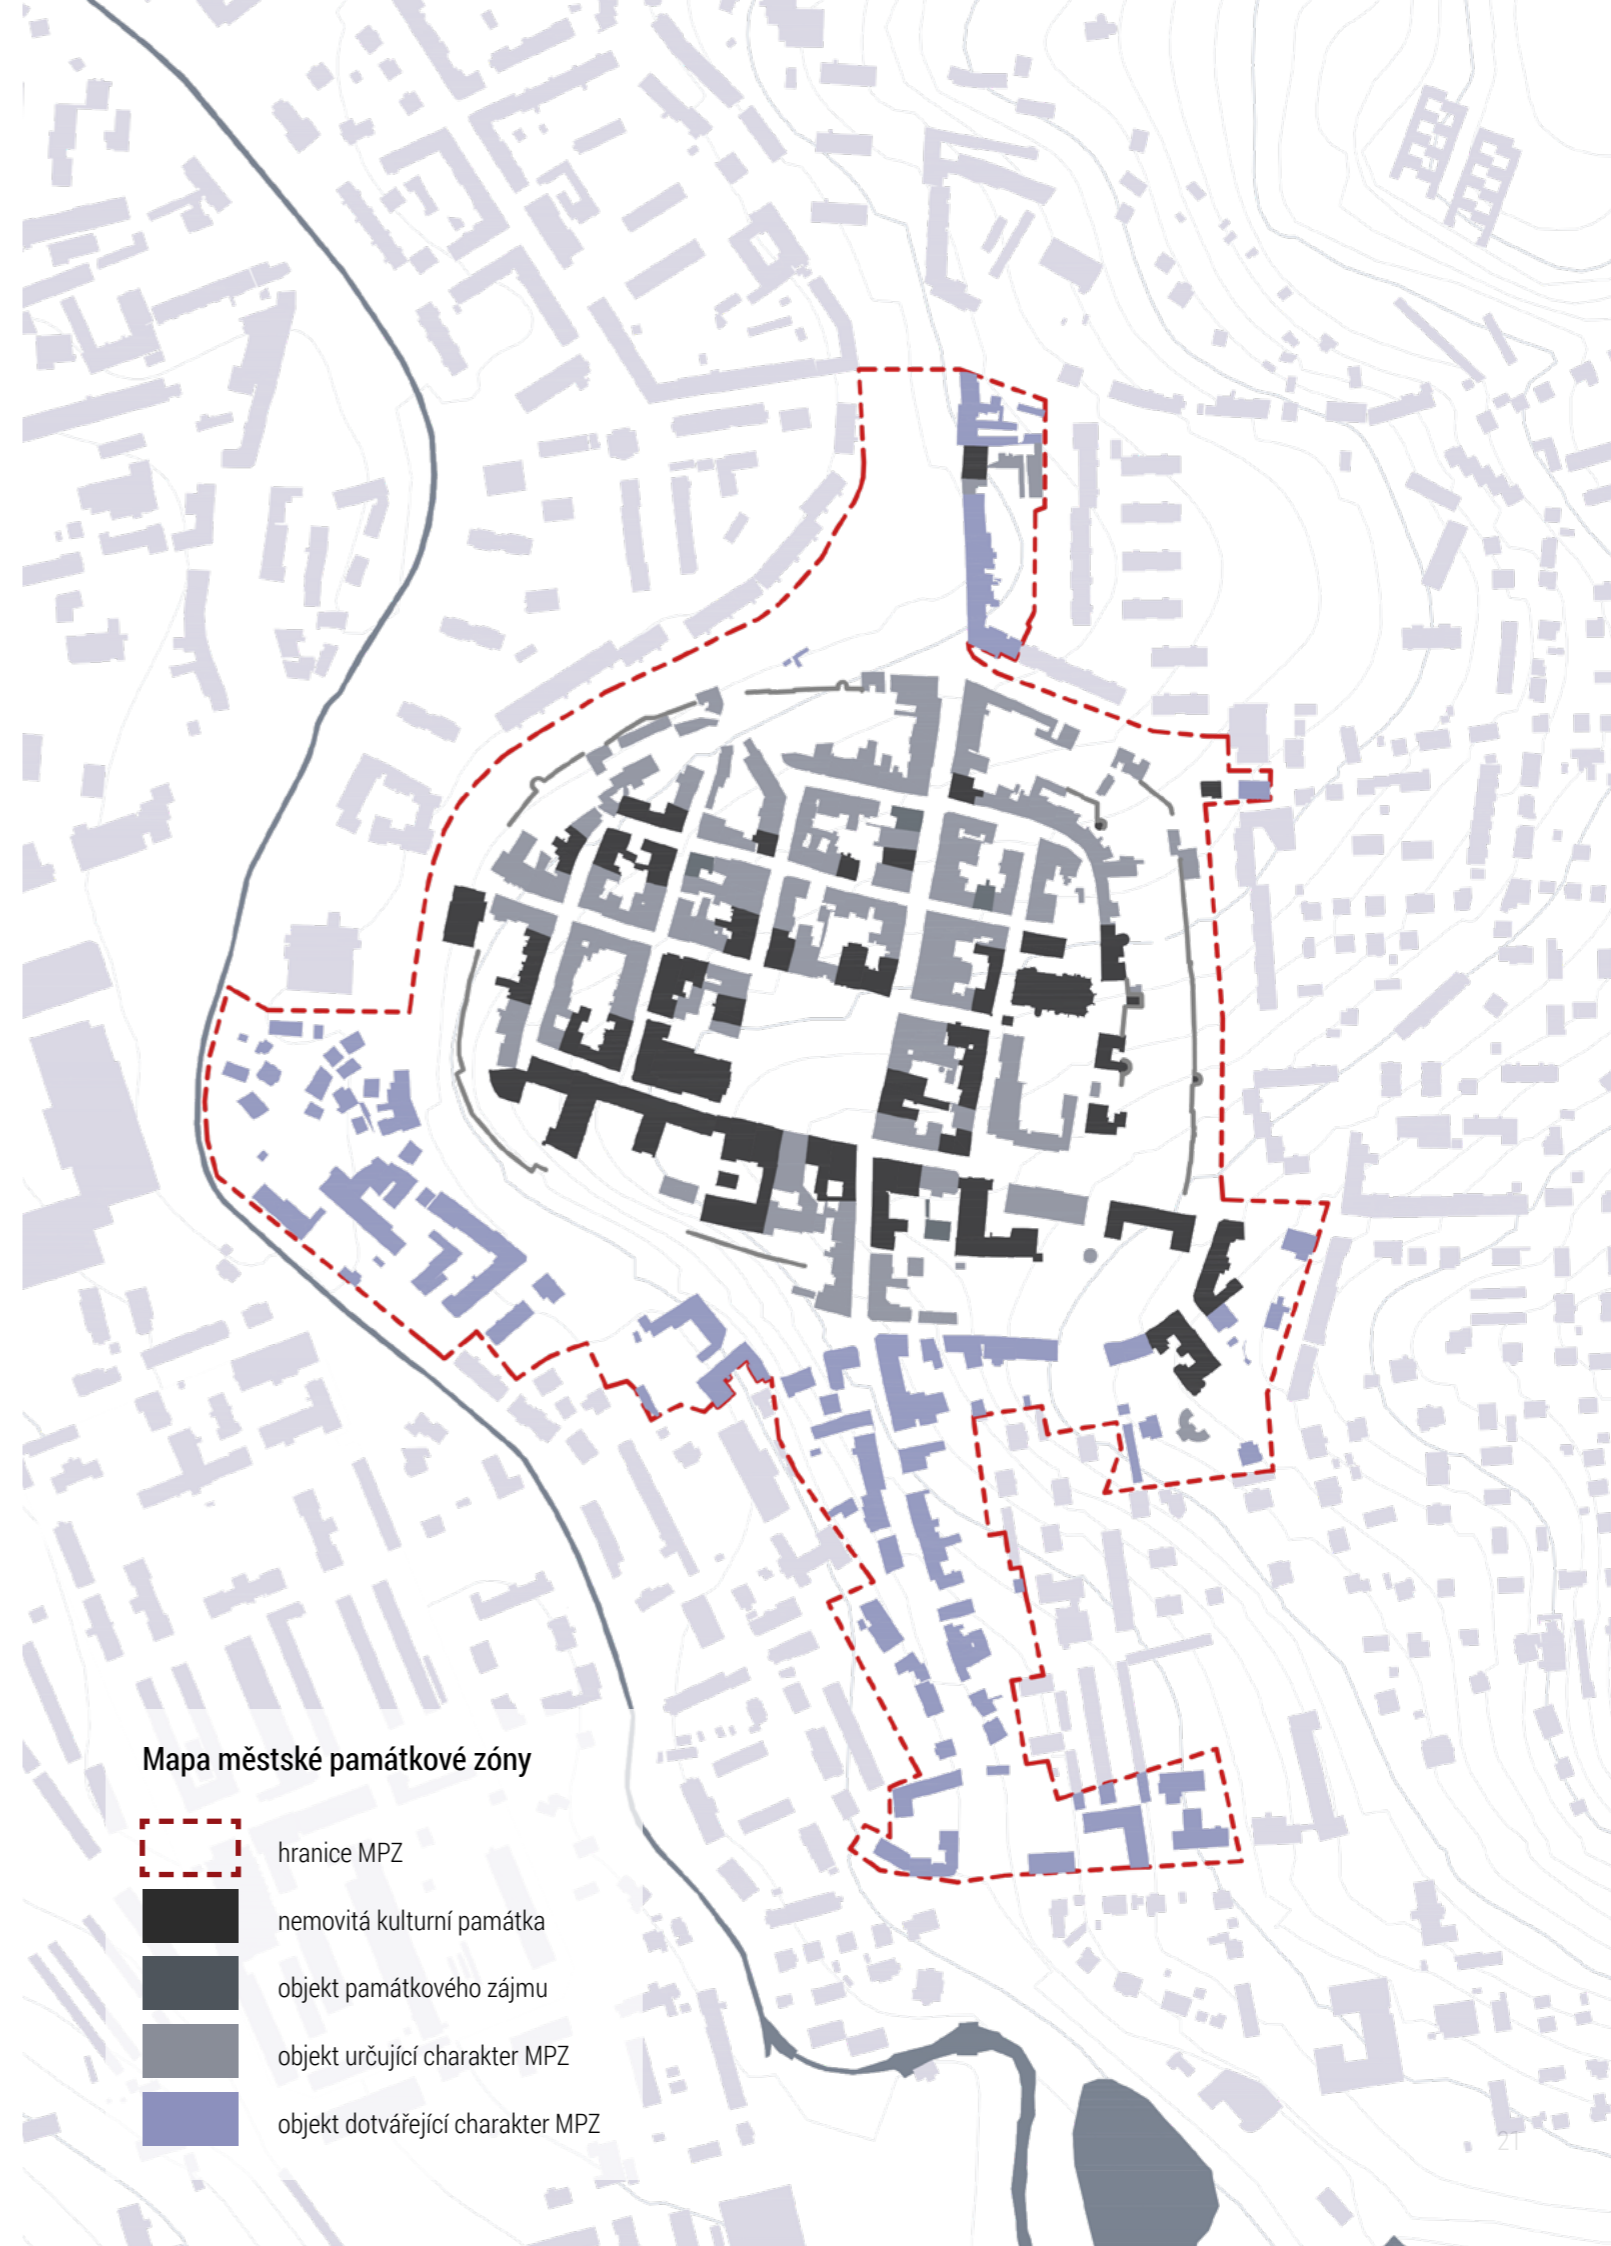 Mapa městské památkové zóny
hranice MPZ
nemovitá kulturní památka
objekt památkového zájmu
objekt určující charakter MPZ
objekt dotvářející charakter MPZ
21